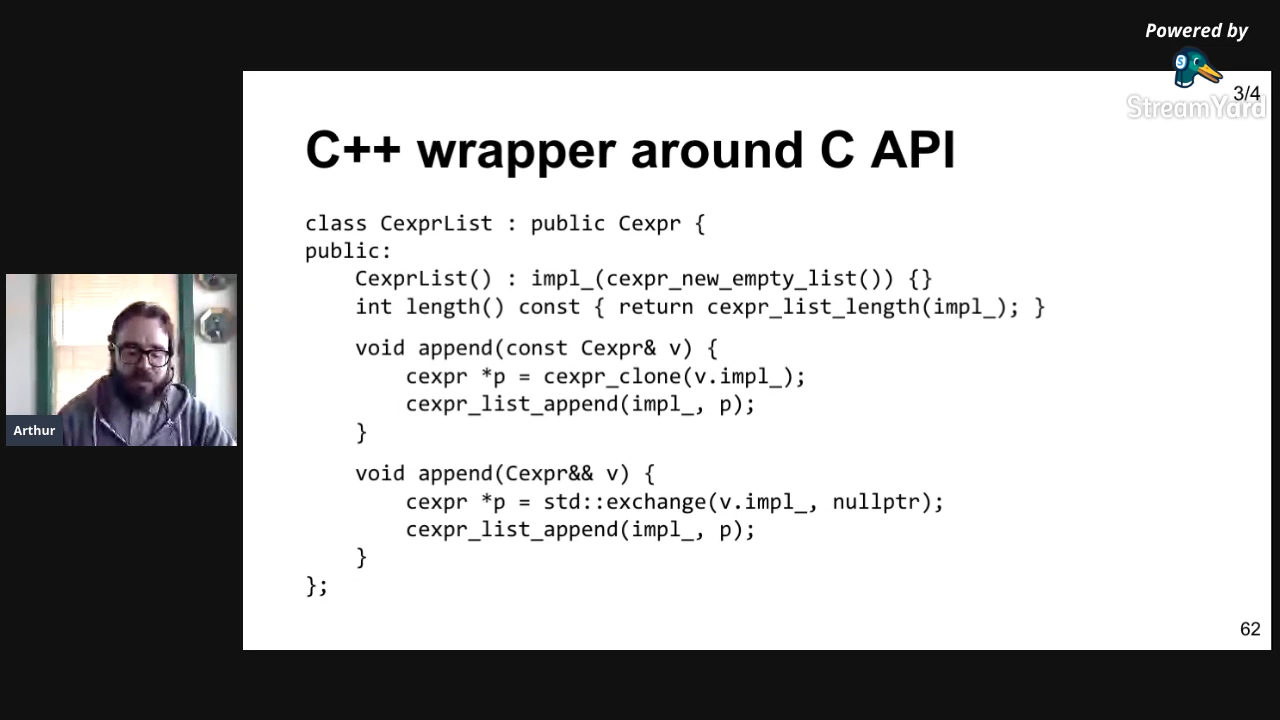 Powered by
StreamYard
3/4
C++ wrapper around C API
class CexprList : public Cexpr {
public:
    CexprList() : impl_(cexpr_new_empty_list()) {}
    int length() const { return cexpr_list_length(impl_); }
    void append(const Cexpr& v) {
        cexpr *p = cexpr_clone(v.impl_);
        cexpr_list_append(impl_, p);
    }
    void append(Cexpr&& v) {
        cexpr *p = std::exchange(v.impl_, nullptr);
        cexpr_list_append(impl_, p);
    }
};
Arthur
62